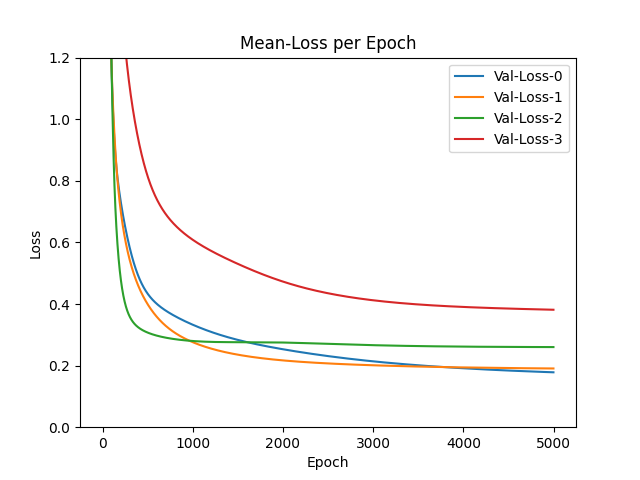 Mean-Loss per Epoch
1.2
1.0
0.8
0.6
0.4
0.2
0.0
Loss
Val-Loss-0
Val-Loss-1
Val-Loss-2
Val-Loss-3
0 1000 2000 3000 4000 5000
Epoch